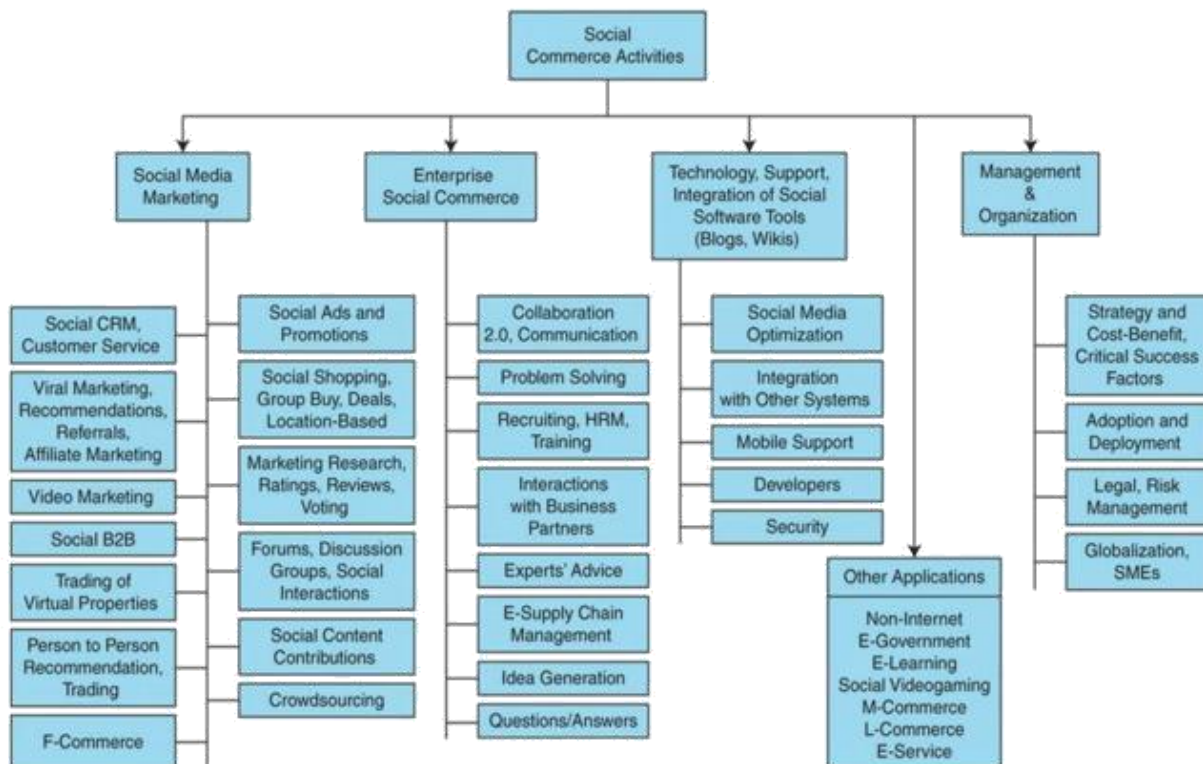 Social
Commerce Activities
Social Media
Marketing
Enterprise
Social Commerce
Technology, Support,
Integration of Social
Software Tools
(Blogs, Wikis)
Management
&
Organization
Social CRM,
Customer Service
Viral Marketing,
Recommendations,
Referrals,
Affiliate Marketing
Video Marketing
Social B2B
Trading of
Virtual Properties
Person to Person
Recommendation,
Trading
F-Commerce
Social Ads and
Promotions
Social Shopping,
Group Buy, Deals,
Location-Based
Marketing Research,
Ratings, Reviews,
Voting
Forums, Discussion
Groups, Social
Interactions
Social Content
Contributions
Crowdsourcing
Collaboration
2.0, Communication
Problem Solving
Recruiting, HRM,
Training
Interactions
with Business
Partners
Experts' Advice
E-Supply Chain
Management
Idea Generation
Questions/Answers
Social Media
Optimization
Integration
with Other Systems
Mobile Support
Developers
Security
Other Applications
Non-Internet
E-Government
E-Learning
Social Videogaming
M-Commerce
L-Commerce
E-Service
Strategy and
Cost-Benefit,
Critical Success
Factors
Adoption and
Deployment
Legal, Risk
Management
Globalization,
SMEs